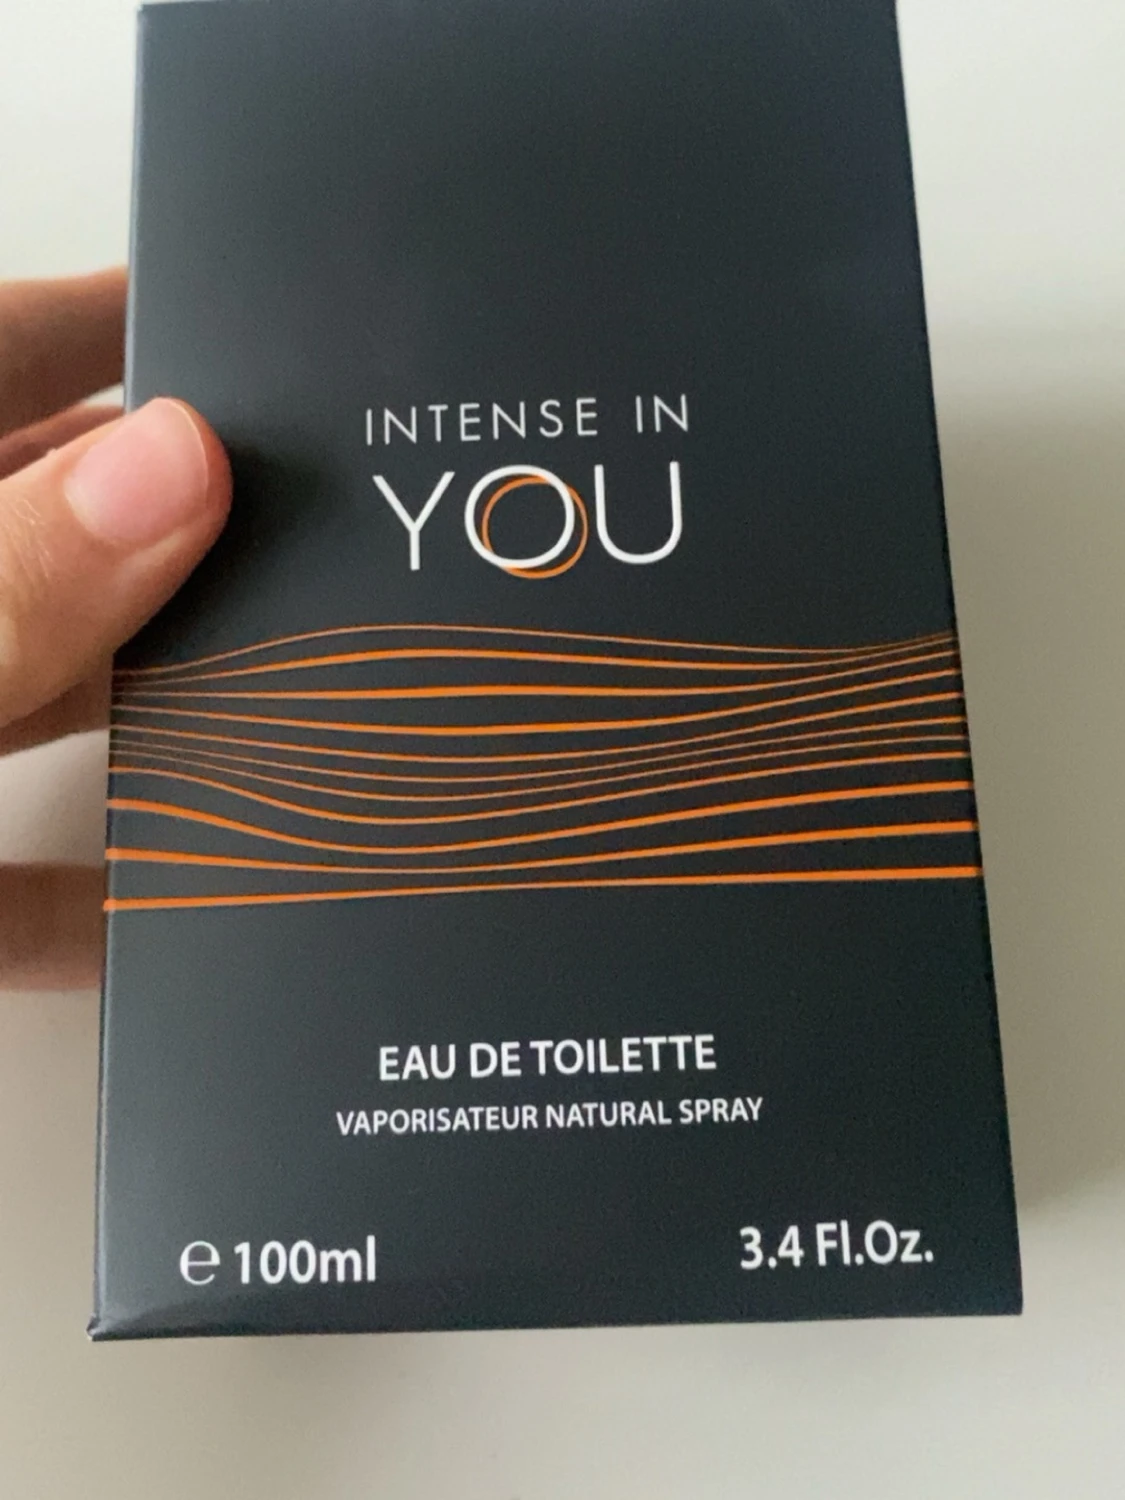 INTENSE IN
YOU
EAU DE TOILETTE
VAPORISATEUR NATURAL SPRAY
℮ 100ml
3.4 Fl.Oz.